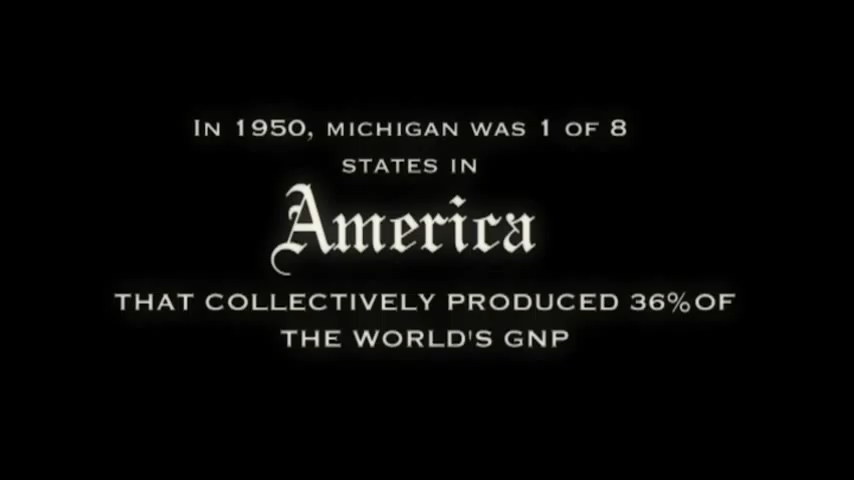 In 1950, MICHIGAN WAS 1 OF 8
STATES IN
America
THAT COLLECTIVELY PRODUCED 36%OF
THE WORLD'S GNP